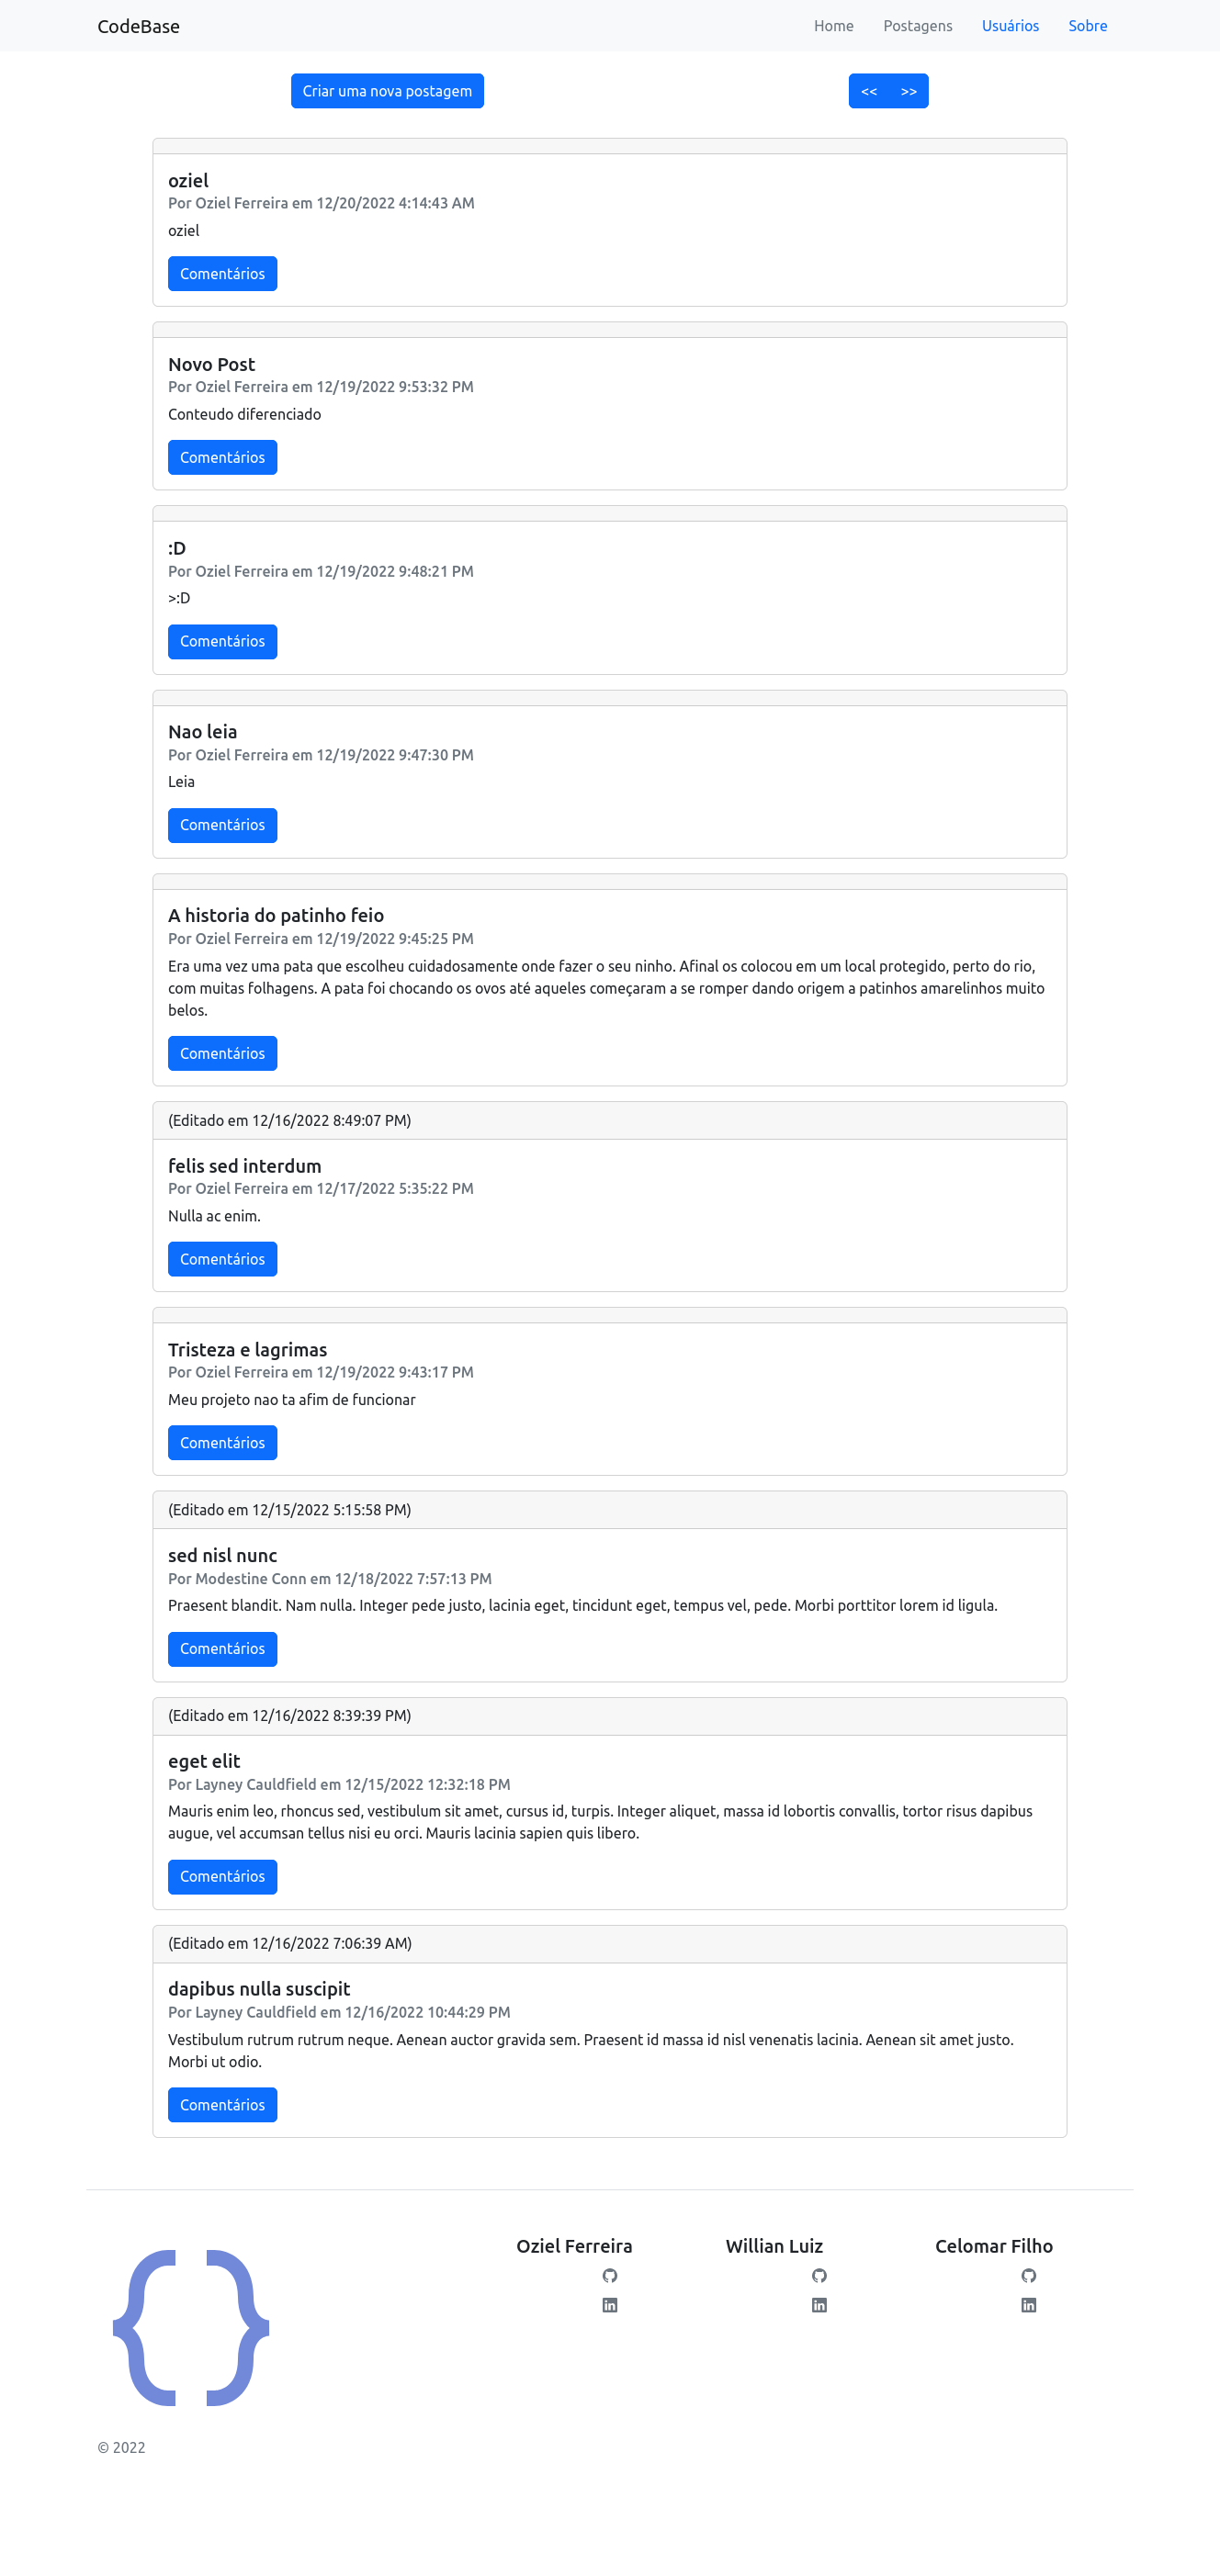 CodeBase
Home Postagens Usuários Sobre
Criar uma nova postagem
<< >>
oziel
Por Oziel Ferreira em 12/20/2022 4:14:43 AM
oziel
Comentários
Novo Post
Por Oziel Ferreira em 12/19/2022 9:53:32 PM
Conteudo diferenciado
Comentários
:D
Por Oziel Ferreira em 12/19/2022 9:48:21 PM
>:D
Comentários
Nao leia
Por Oziel Ferreira em 12/19/2022 9:47:30 PM
Leia
Comentários
A historia do patinho feio
Por Oziel Ferreira em 12/19/2022 9:45:25 PM
Era uma vez uma pata que escolheu cuidadosamente onde fazer o seu ninho. Afinal os colocou em um local protegido, perto do rio,
com muitas folhagens. A pata foi chocando os ovos até aqueles começaram a se romper dando origem a patinhos amarelinhos muito
belos.
Comentários
(Editado em 12/16/2022 8:49:07 PM)
felis sed interdum
Por Oziel Ferreira em 12/17/2022 5:35:22 PM
Nulla ac enim.
Comentários
Tristeza e lagrimas
Por Oziel Ferreira em 12/19/2022 9:43:17 PM
Meu projeto nao ta afim de funcionar
Comentários
(Editado em 12/15/2022 5:15:58 PM)
sed nisl nunc
Por Modestine Conn em 12/18/2022 7:57:13 PM
Praesent blandit. Nam nulla. Integer pede justo, lacinia eget, tincidunt eget, tempus vel, pede. Morbi porttitor lorem id ligula.
Comentários
(Editado em 12/16/2022 8:39:39 PM)
eget elit
Por Layney Cauldfield em 12/15/2022 12:32:18 PM
Mauris enim leo, rhoncus sed, vestibulum sit amet, cursus id, turpis. Integer aliquet, massa id lobortis convallis, tortor risus dapibus
augue, vel accumsan tellus nisi eu orci. Mauris lacinia sapien quis libero.
Comentários
(Editado em 12/16/2022 7:06:39 AM)
dapibus nulla suscipit
Por Layney Cauldfield em 12/16/2022 10:44:29 PM
Vestibulum rutrum rutrum neque. Aenean auctor gravida sem. Praesent id massa id nisl venenatis lacinia. Aenean sit amet justo.
Morbi ut odio.
Comentários
Oziel Ferreira
Willian Luiz
Celomar Filho
© 2022